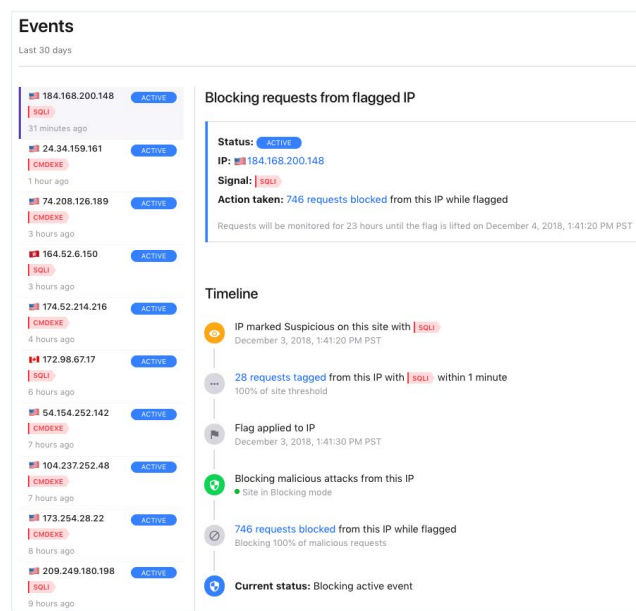 Events
Last 30 days
184.168.200.148 ACTIVE
SQLI
31 minutes ago
24.34.159.161 ACTIVE
CMDEXE
1 hour ago
74.208.126.189 ACTIVE
CMDEXE
3 hours ago
164.52.6.150 ACTIVE
SQLI
3 hours ago
174.52.214.216 ACTIVE
CMDEXE
4 hours ago
172.98.67.17 ACTIVE
SQLI
6 hours ago
54.154.252.142 ACTIVE
CMDEXE
7 hours ago
104.237.252.48 ACTIVE
CMDEXE
7 hours ago
173.254.28.22 ACTIVE
CMDEXE
8 hours ago
209.249.180.198 ACTIVE
SQLI
9 hours ago
Blocking requests from flagged IP
Status: ACTIVE
IP: 184.168.200.148
Signal: SQLI
Action taken: 746 requests blocked from this IP while flagged
Requests will be monitored for 23 hours until the flag is lifted on December 4, 2018, 1:41:20 PM PST
Timeline
IP marked Suspicious on this site with SQLI
December 3, 2018, 1:41:20 PM PST
28 requests tagged from this IP with SQLI within 1 minute
100% of site threshold
Flag applied to IP
December 3, 2018, 1:41:30 PM PST
Blocking malicious attacks from this IP
Site in Blocking mode
746 requests blocked from this IP while flagged
Blocking 100% of malicious requests
Current status: Blocking active event